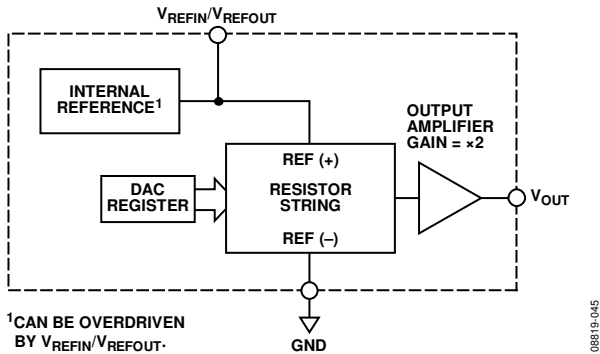 VREFIN/VREFOUT
INTERNAL
REFERENCE1
OUTPUT
AMPLIFIER
GAIN = ×2
REF (+)
DAC
REGISTER
RESISTOR
STRING
VOUT
REF (–)
1CAN BE OVERDRIVEN
BY VREFIN/VREFOUT.
GND
08819-045